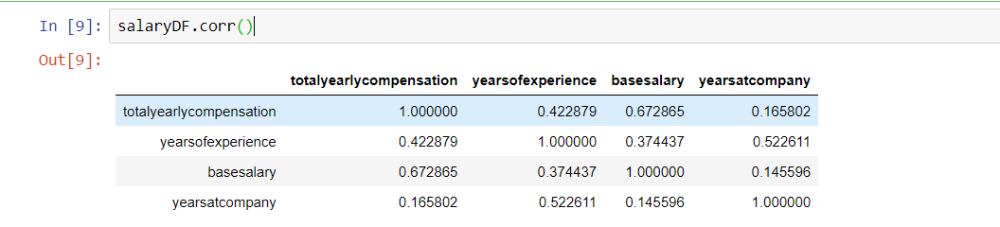 In [9]: salaryDF.corr()
Out[9]:
totalyearlycompensation yearsofexperience basesalary yearsatcompany
totalyearlycompensation 1.000000 0.422879 0.672865 0.165802
yearsofexperience 0.422879 1.000000 0.374437 0.522611
basesalary 0.672865 0.374437 1.000000 0.145596
yearsatcompany 0.165802 0.522611 0.145596 1.000000